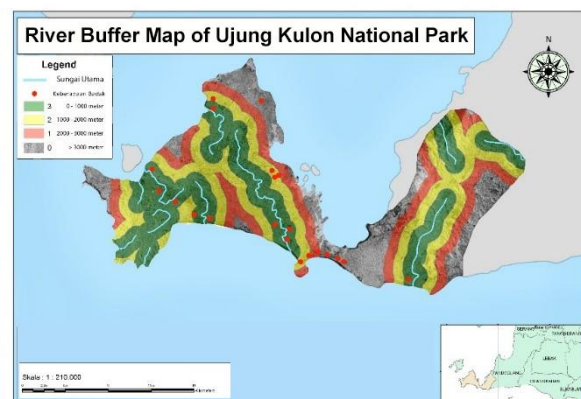 River Buffer Map of Ujung Kulon National Park
Legend
Sungai Utama
Keberadaan Badak
3 0 - 1000 meter
2 1000 - 2000 meter
1 2000 - 3000 meter
0 > 3000 meter
N
Skala : 1 : 210,000
LEBAK